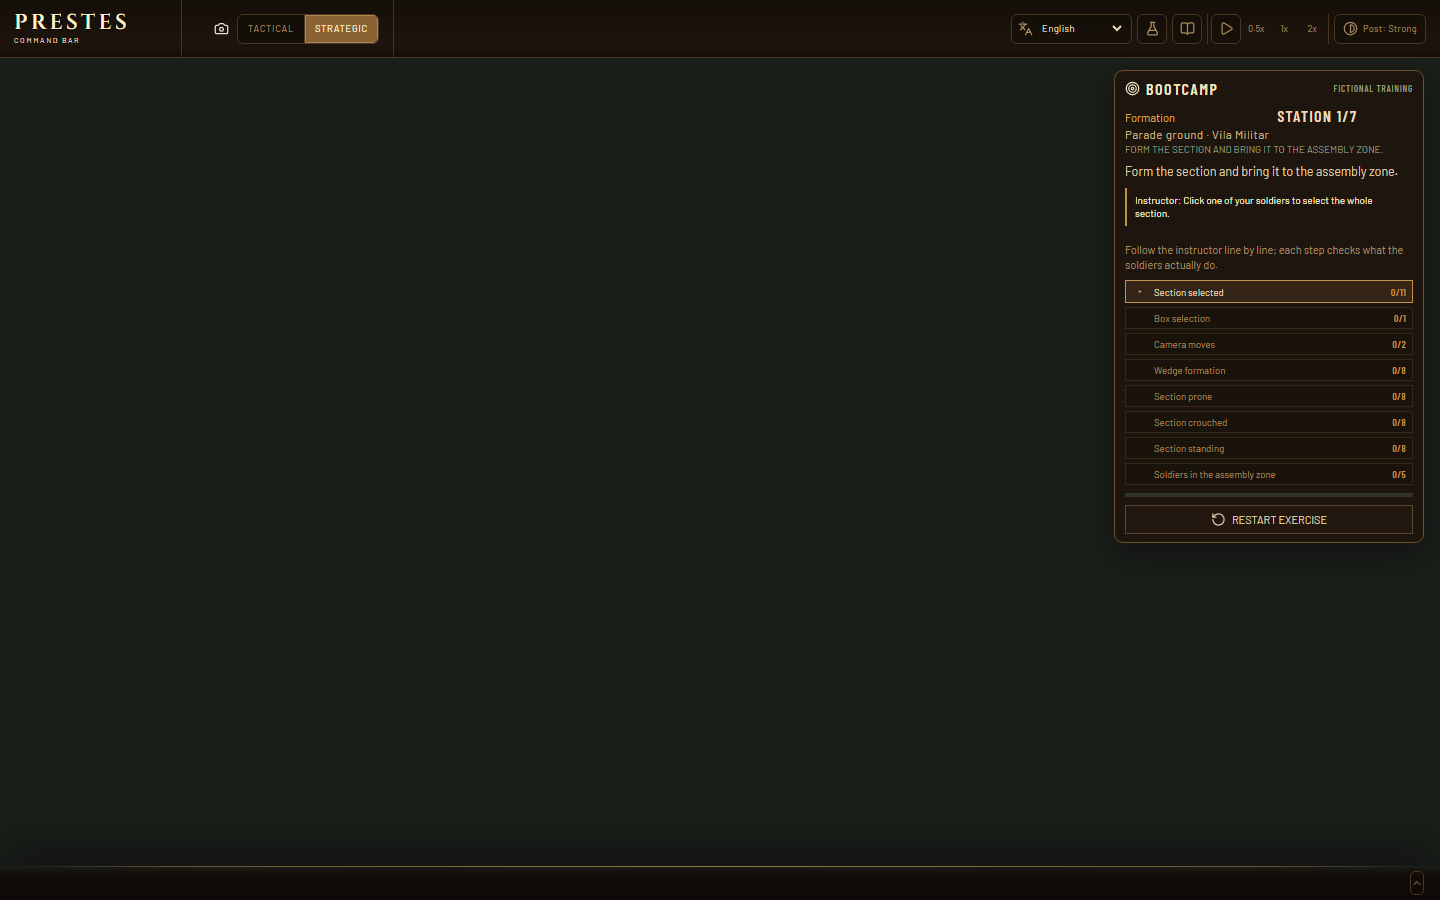 PRESTES
COMMAND BAR
TACTICAL
STRATEGIC
English
0.5x
1x
2x
Post: Strong
BOOTCAMP
FICTIONAL TRAINING
Formation
STATION 1/7
Parade ground · Vila Militar
FORM THE SECTION AND BRING IT TO THE ASSEMBLY ZONE.
Form the section and bring it to the assembly zone.
Instructor: Click one of your soldiers to select the whole
section.
Follow the instructor line by line; each step checks what the
soldiers actually do.
Section selected 0/11
Box selection 0/1
Camera moves 0/2
Wedge formation 0/8
Section prone 0/8
Section crouched 0/8
Section standing 0/8
Soldiers in the assembly zone 0/5
RESTART EXERCISE